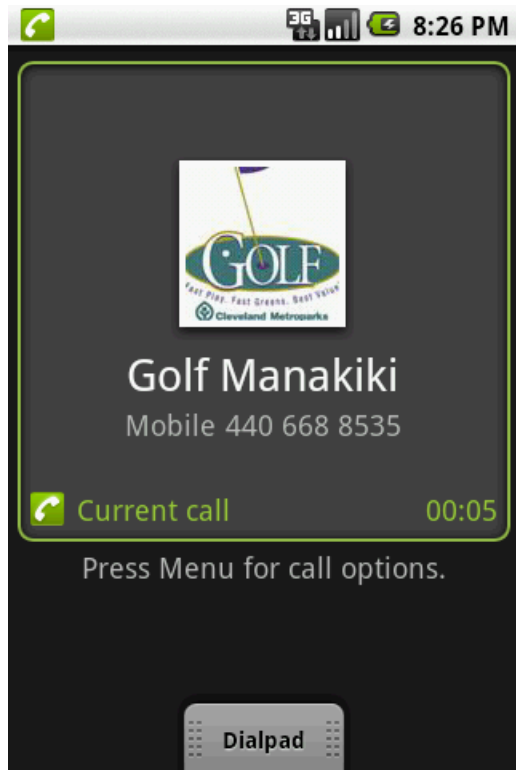 3G 8:26 PM
GOLF
Fast Play. Fast Greens. Best Value
Cleveland Metroparks
Golf Manakiki
Mobile 440 668 8535
Current call 00:05
Press Menu for call options.
Dialpad